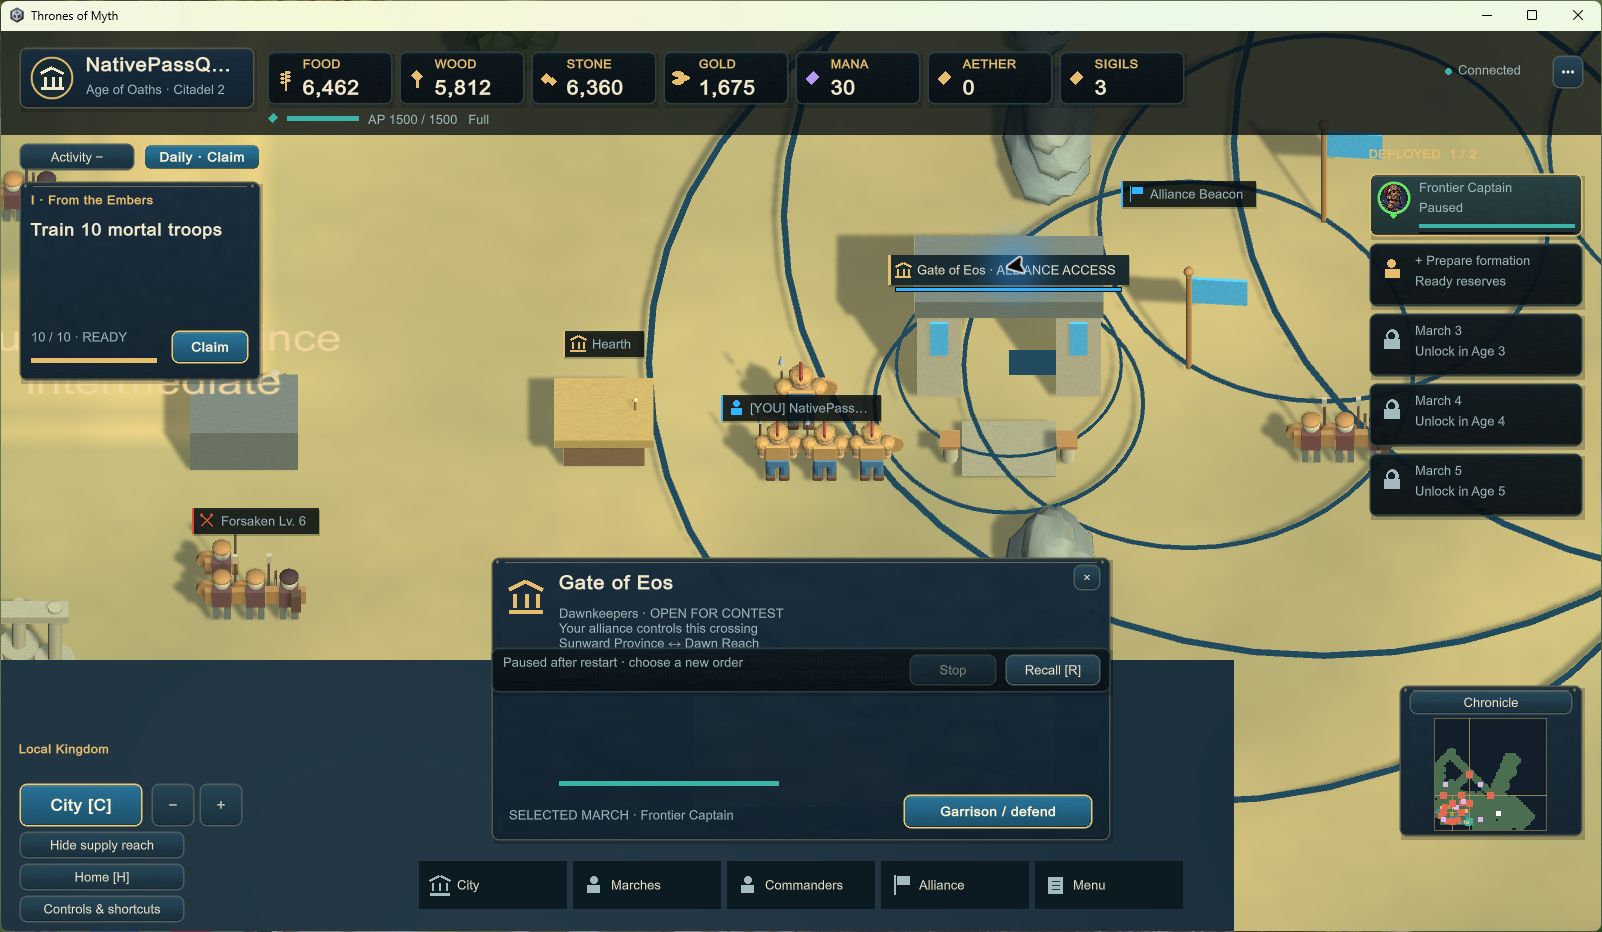 Thrones of Myth
NativePassQ...
Age of Oaths · Citadel 2
FOOD
6,462
WOOD
5,812
STONE
6,360
GOLD
1,675
MANA
30
AETHER
0
SIGILS
3
Connected
AP 1500 / 1500 Full
Activity −
Daily · Claim
I · From the Embers
Train 10 mortal troops
10 / 10 · READY
Claim
ince
intermediate
Alliance Beacon
Gate of Eos · ALLIANCE ACCESS
Hearth
[YOU] NativePass...
Forsaken Lv. 6
DEPLOYED 1 / 2
Frontier Captain
Paused
+ Prepare formation
Ready reserves
March 3
Unlock in Age 3
March 4
Unlock in Age 4
March 5
Unlock in Age 5
Gate of Eos
Dawnkeepers · OPEN FOR CONTEST
Your alliance controls this crossing
Sunward Province ↔ Dawn Reach
Paused after restart · choose a new order
Stop
Recall [R]
SELECTED MARCH · Frontier Captain
Garrison / defend
Chronicle
Local Kingdom
City [C]
−
+
Hide supply reach
Home [H]
Controls & shortcuts
City
Marches
Commanders
Alliance
Menu